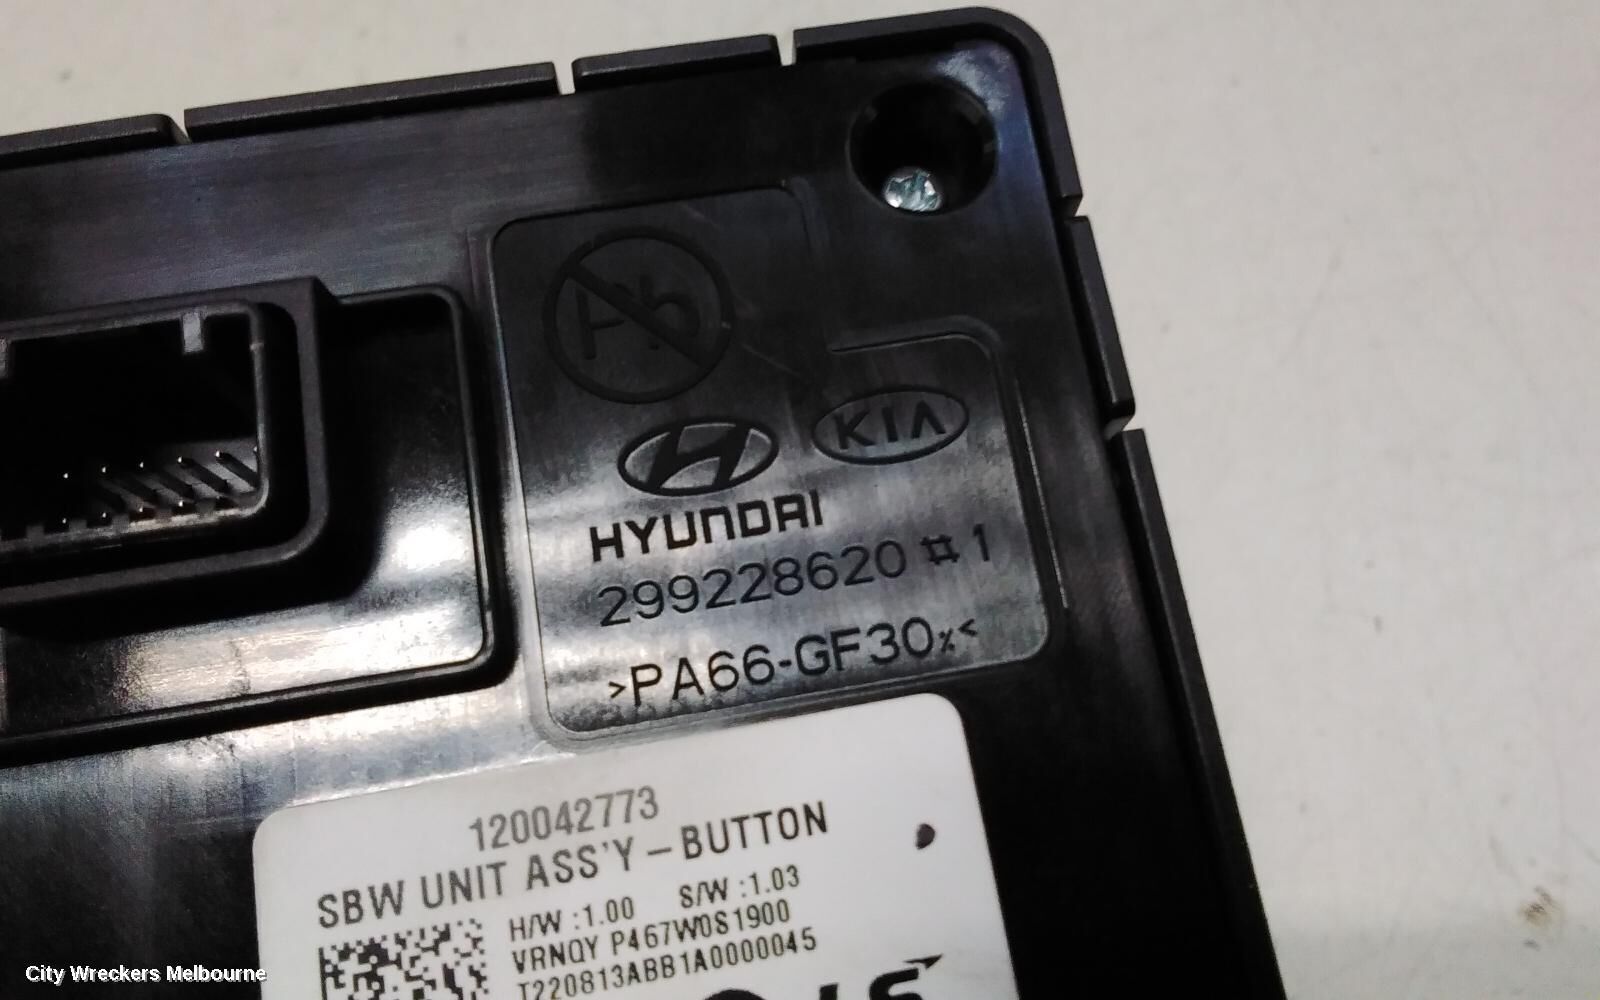 Pb
KIA
HYUNDAI
299228620 #1
>PA66-GF30%<
120042773
SBW UNIT ASS'Y – BUTTON
H/W :1.00 S/W :1.03
VRNQY P467W0S1900
T220813ABB1A0000045
City Wreckers Melbourne